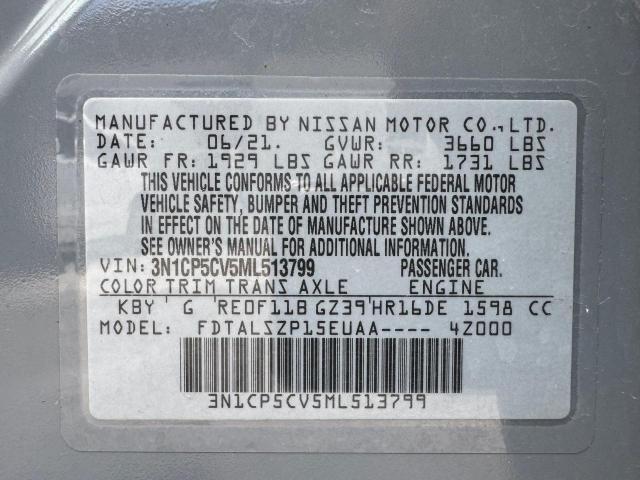 MANUFACTURED BY NISSAN MOTOR CO., LTD.
DATE: 06/21. GVWR: 3660 LBS
GAWR FR: 1929 LBS GAWR RR: 1731 LBS
THIS VEHICLE CONFORMS TO ALL APPLICABLE FEDERAL MOTOR
VEHICLE SAFETY, BUMPER AND THEFT PREVENTION STANDARDS
IN EFFECT ON THE DATE OF MANUFACTURE SHOWN ABOVE.
SEE OWNER'S MANUAL FOR ADDITIONAL INFORMATION.
VIN: 3N1CP5CV5ML513799 PASSENGER CAR.
COLOR TRIM TRANS AXLE ENGINE
KBY G RE0F11B GZ39 HR16DE 1598 CC
MODEL: FDTALSZP15EUAA---- 4Z000
3N1CP5CV5ML513799